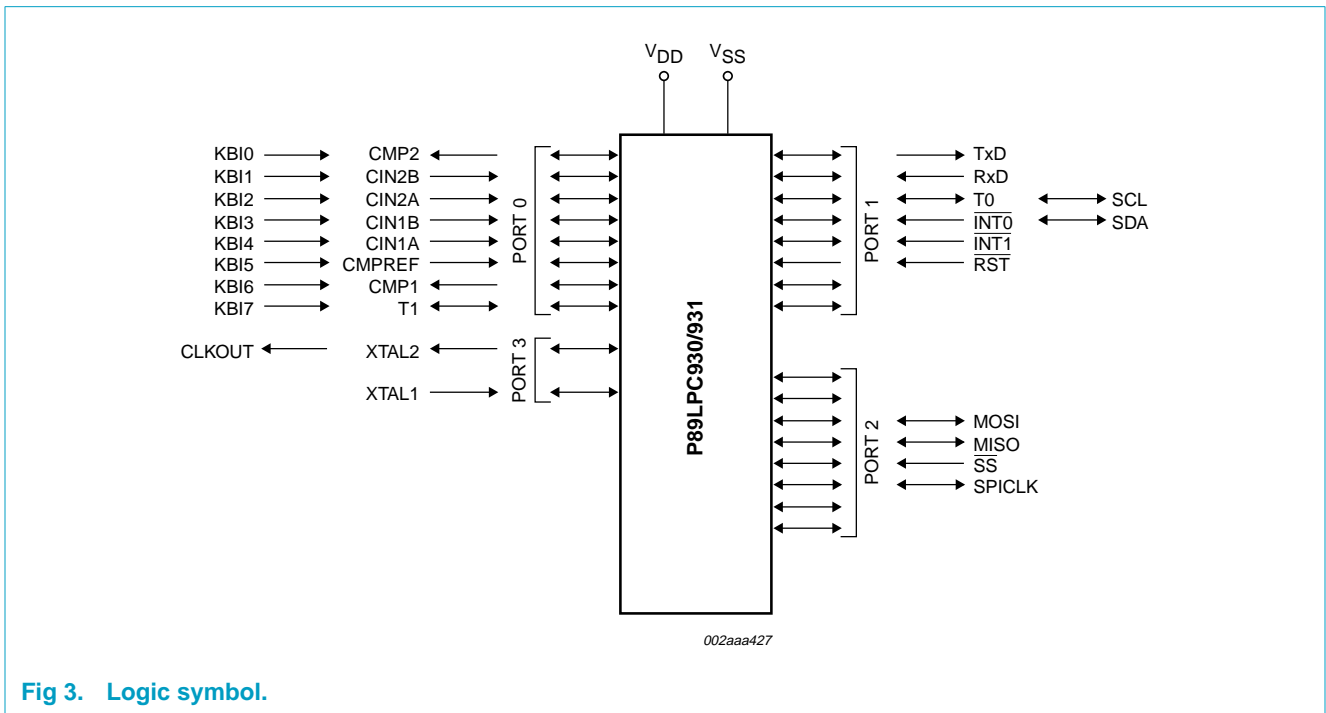 VDD VSS
KBI0 CMP2 TxD
KBI1 CIN2B RxD
KBI2 CIN2A T0 SCL
KBI3 CIN1B INT0 SDA
KBI4 CIN1A INT1
KBI5 CMPREF RST
KBI6 CMP1
KBI7 T1
PORT 0
PORT 1
CLKOUT XTAL2
XTAL1
PORT 3
P89LPC930/931
PORT 2
MOSI
MISO
SS
SPICLK
002aaa427
Fig 3. Logic symbol.